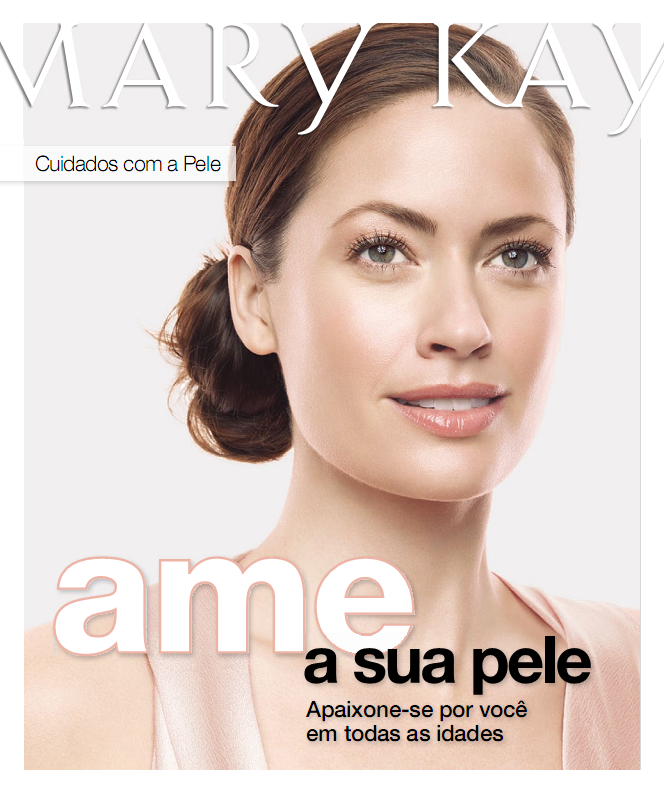 MARY KAY
Cuidados com a Pele
ame
a sua pele
Apaixone-se por você
em todas as idades